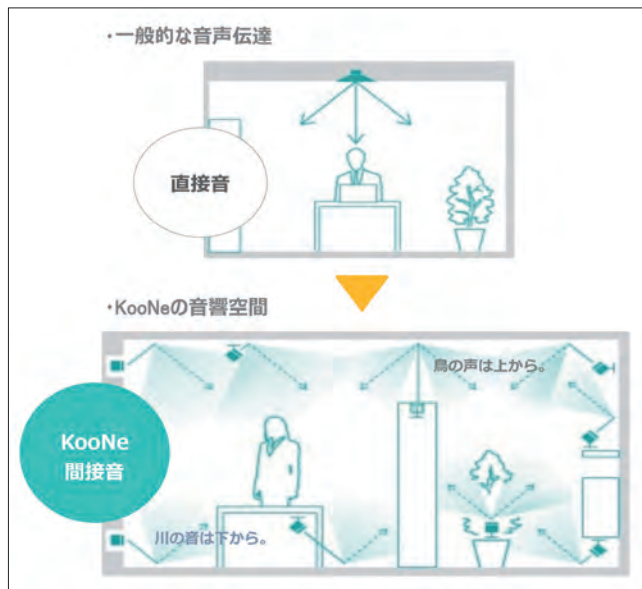 ・一般的な音声伝達
直接音
・KooNeの音響空間
鳥の声は上から。
KooNe
間接音
川の音は下から。